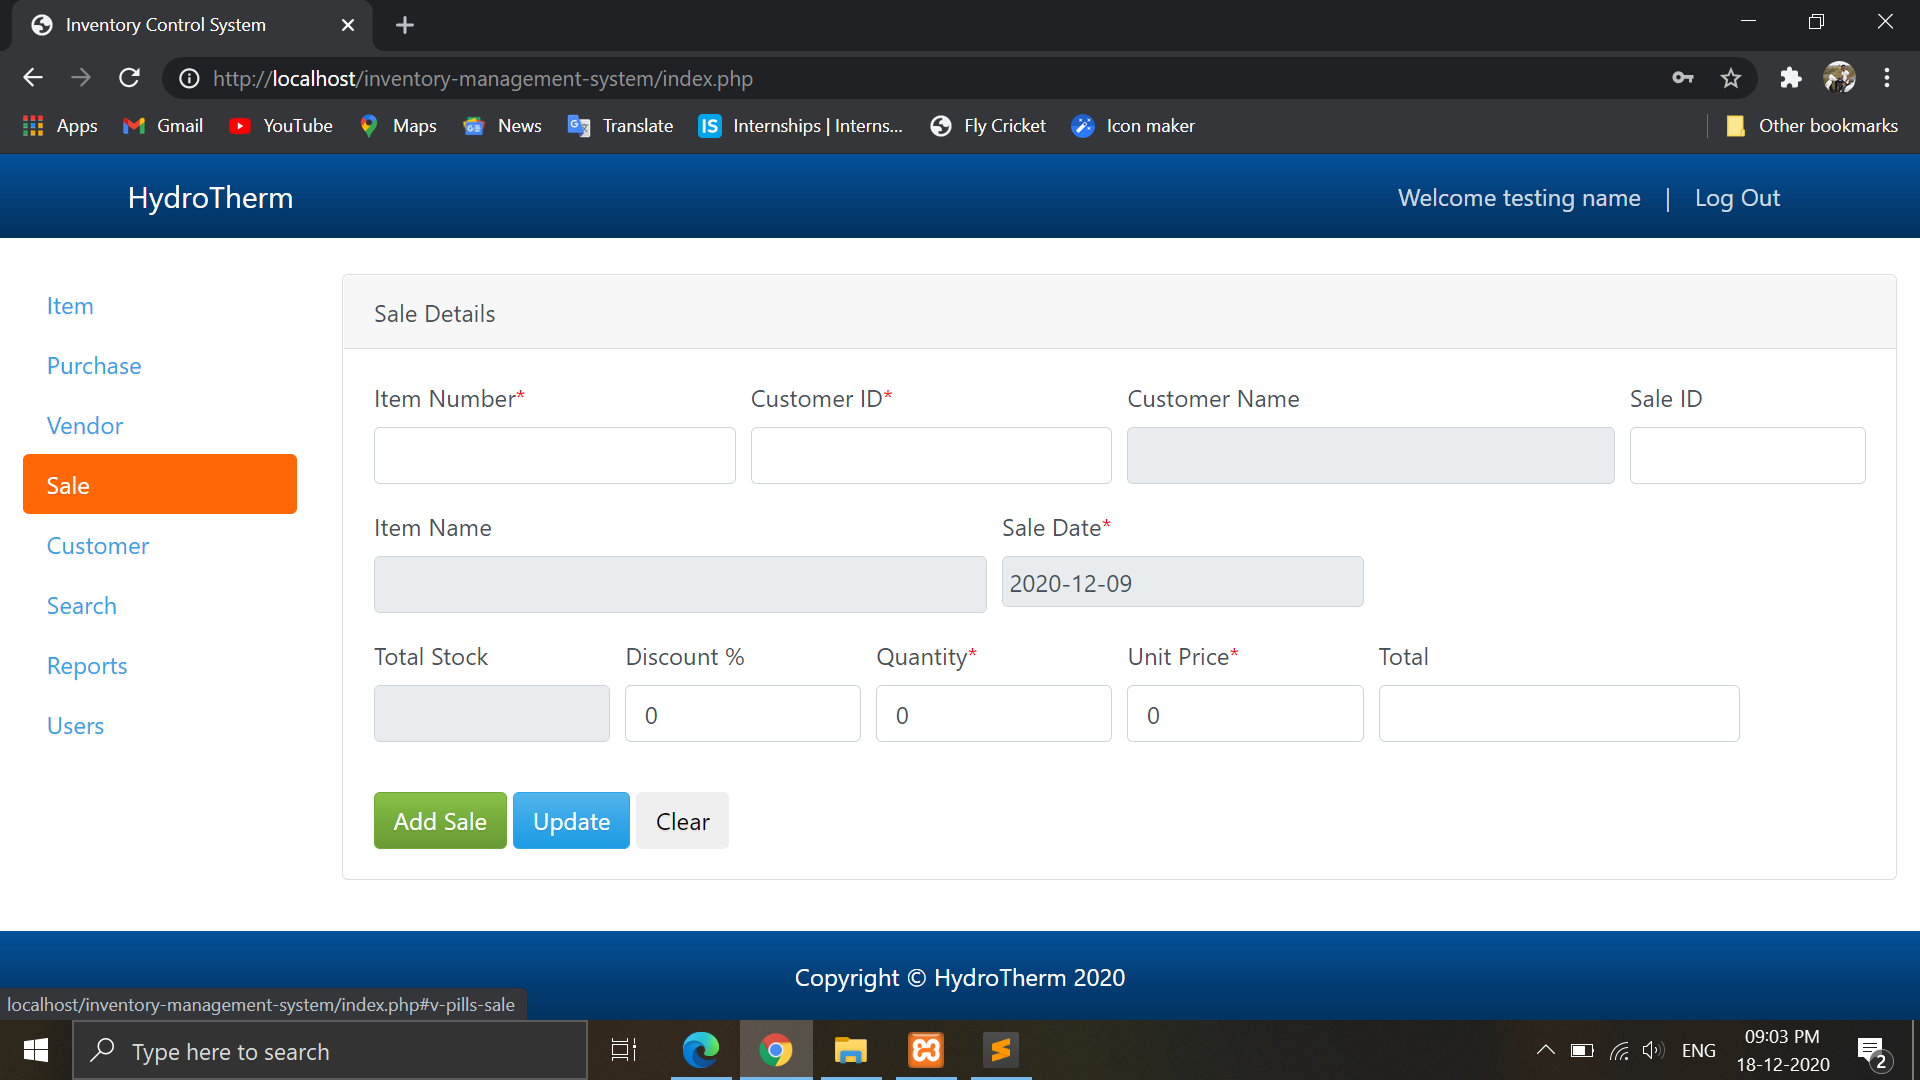 Inventory Control System
http://localhost/inventory-management-system/index.php
Apps Gmail YouTube Maps News Translate IS Internships | Interns... Fly Cricket Icon maker Other bookmarks
HydroTherm Welcome testing name | Log Out
Item
Purchase
Vendor
Sale
Customer
Search
Reports
Users
Sale Details
Item Number* Customer ID* Customer Name Sale ID
Item Name Sale Date*
2020-12-09
Total Stock Discount % Quantity* Unit Price* Total
0 0 0
Add Sale Update Clear
Copyright © HydroTherm 2020
localhost/inventory-management-system/index.php#v-pills-sale
Type here to search
ENG
09:03 PM
18-12-2020
2